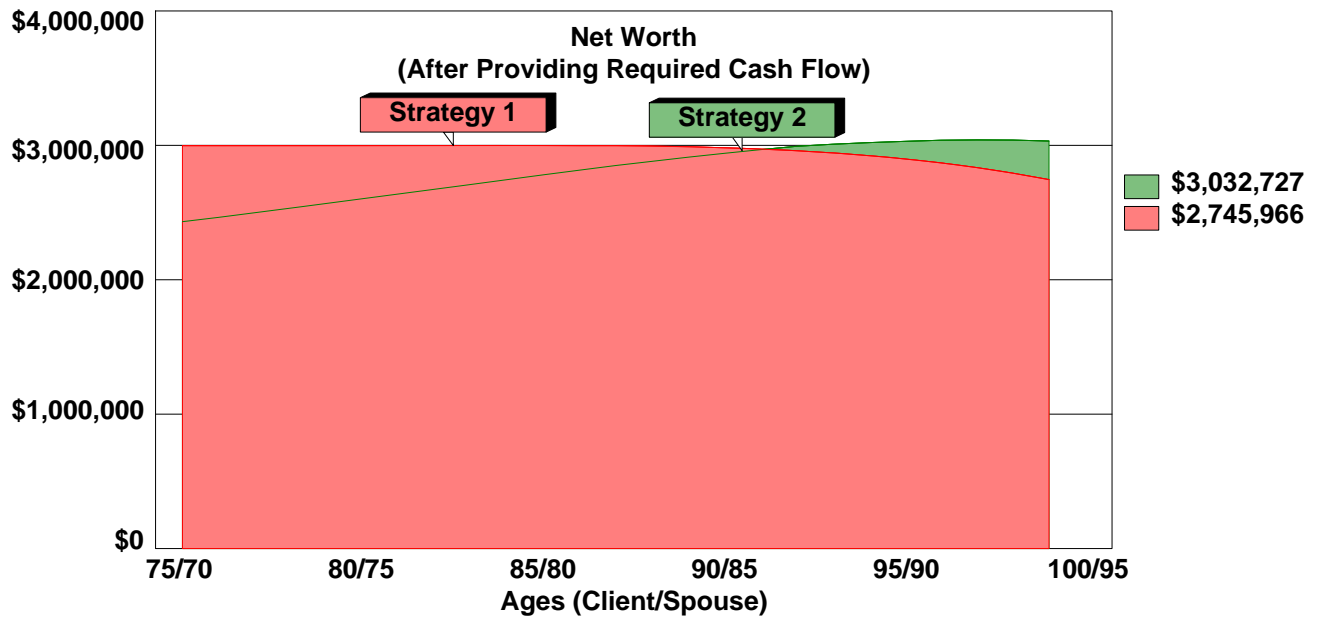 $4,000,000
Net Worth
(After Providing Required Cash Flow)
Strategy 1
Strategy 2
$3,000,000
$3,032,727
$2,745,966
$2,000,000
$1,000,000
$0
75/70 80/75 85/80 90/85 95/90 100/95
Ages (Client/Spouse)